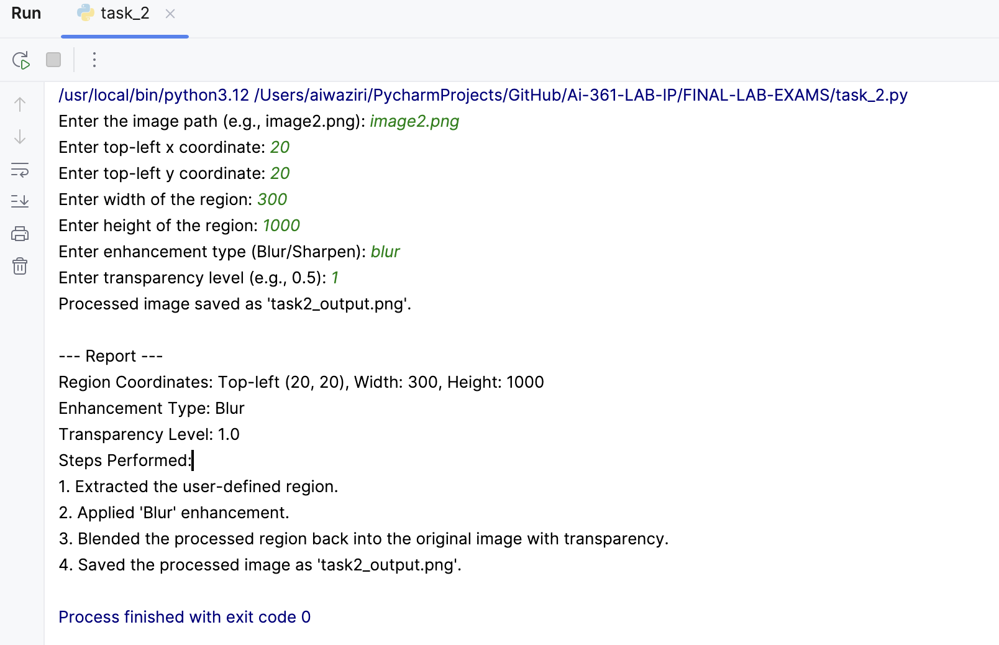 Run task_2
/usr/local/bin/python3.12 /Users/aiwaziri/PycharmProjects/GitHub/Ai-361-LAB-IP/FINAL-LAB-EXAMS/task_2.py
Enter the image path (e.g., image2.png): image2.png
Enter top-left x coordinate: 20
Enter top-left y coordinate: 20
Enter width of the region: 300
Enter height of the region: 1000
Enter enhancement type (Blur/Sharpen): blur
Enter transparency level (e.g., 0.5): 1
Processed image saved as 'task2_output.png'.
--- Report ---
Region Coordinates: Top-left (20, 20), Width: 300, Height: 1000
Enhancement Type: Blur
Transparency Level: 1.0
Steps Performed:
1. Extracted the user-defined region.
2. Applied 'Blur' enhancement.
3. Blended the processed region back into the original image with transparency.
4. Saved the processed image as 'task2_output.png'.
Process finished with exit code 0